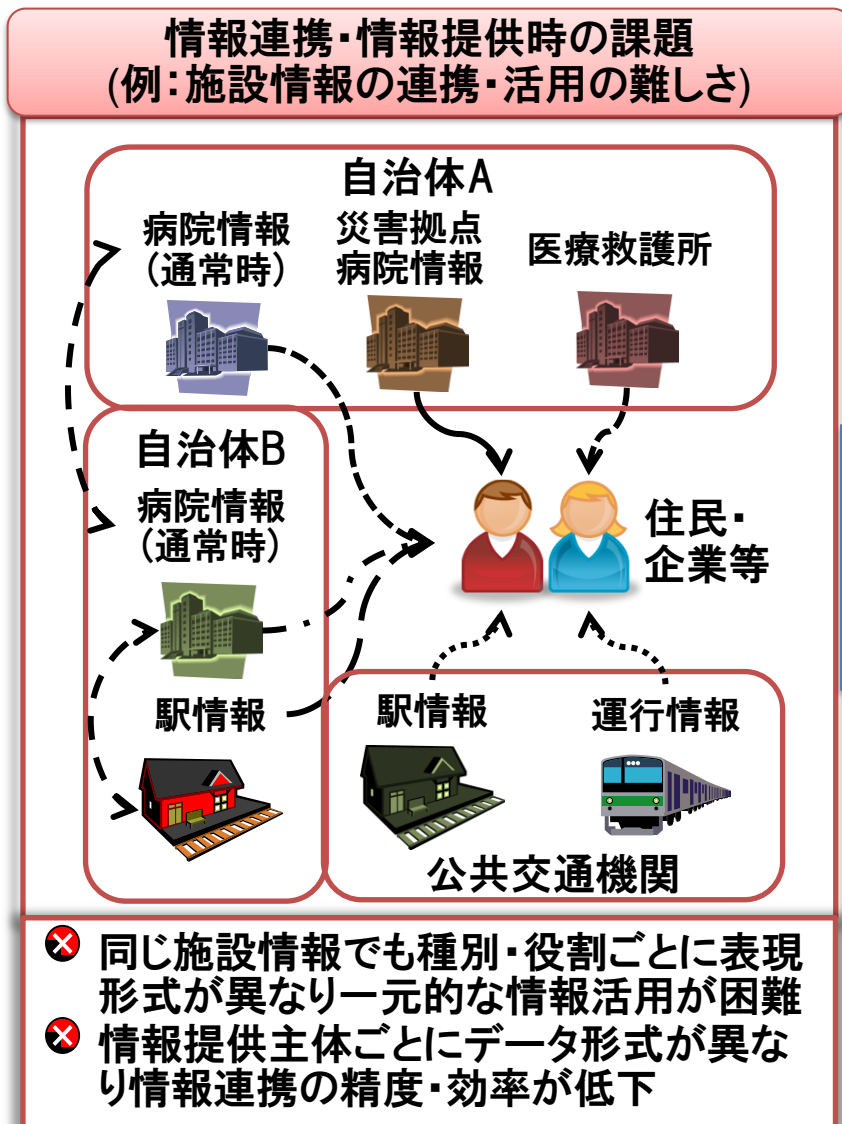 情報連携・情報提供時の課題
(例:施設情報の連携・活用の難しさ)
自治体A
病院情報
(通常時)
災害拠点
病院情報
医療救護所
自治体B
病院情報
(通常時)
駅情報
住民・
企業等
駅情報
運行情報
公共交通機関
同じ施設情報でも種別・役割ごとに表現
形式が異なり一元的な情報活用が困難
情報提供主体ごとにデータ形式が異な
り情報連携の精度・効率が低下